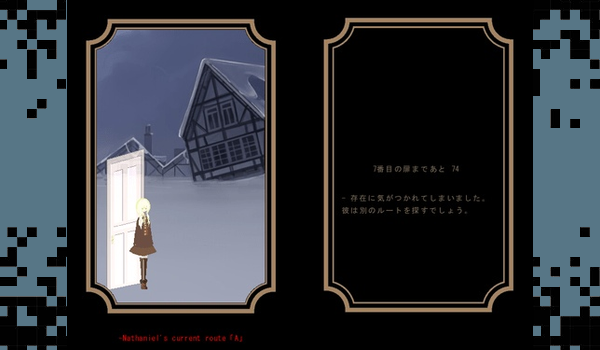 7番目の扉まであと 74
- 存在に気がつかれてしまいました。
彼は別のルートを探すでしょう。
-Nathaniel's current route「A」